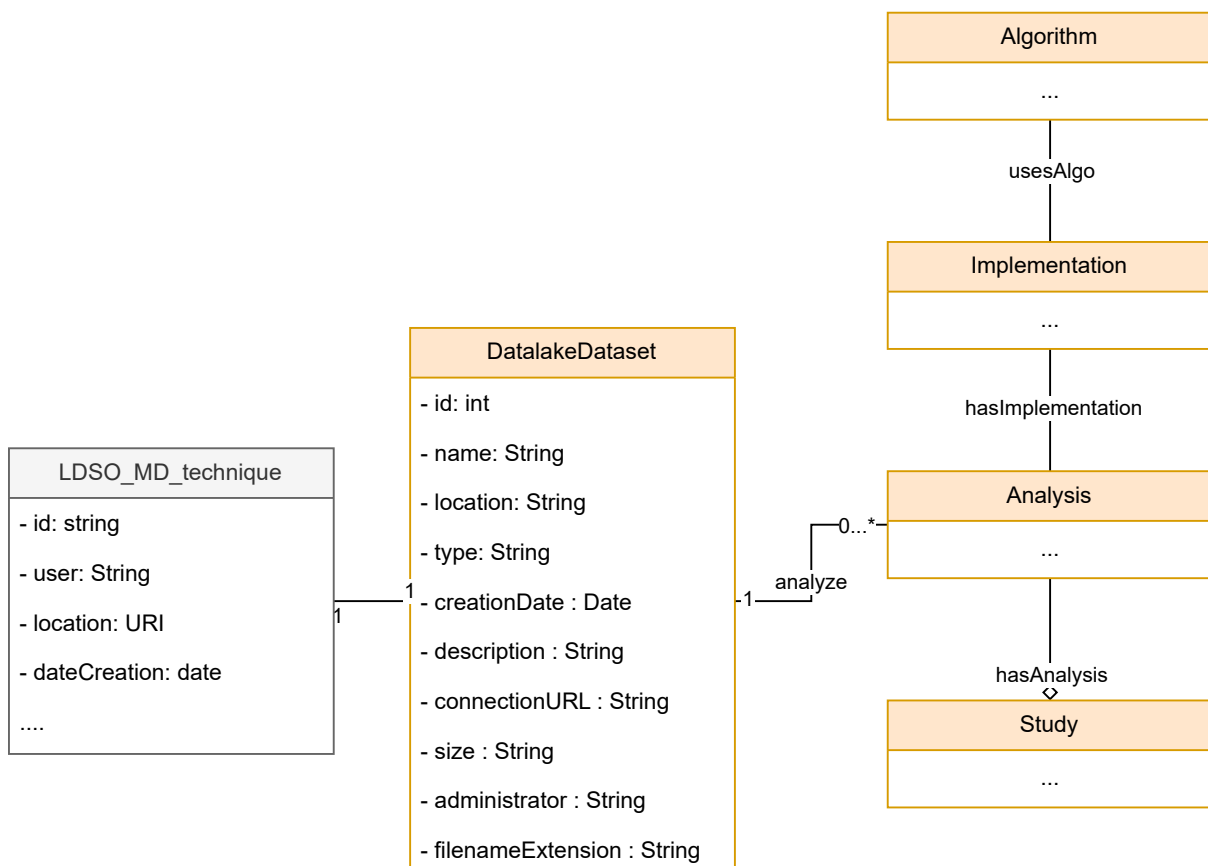 Algorithm
...
usesAlgo
Implementation
...
hasImplementation
Analysis
...
hasAnalysis
Study
...
DatalakeDataset
- id: int
- name: String
- location: String
- type: String
- creationDate : Date
- description : String
- connectionURL : String
- size : String
- administrator : String
- filenameExtension : String
LDSO_MD_technique
- id: string
- user: String
- location: URI
- dateCreation: date
....
1
1
1
analyze
0...*